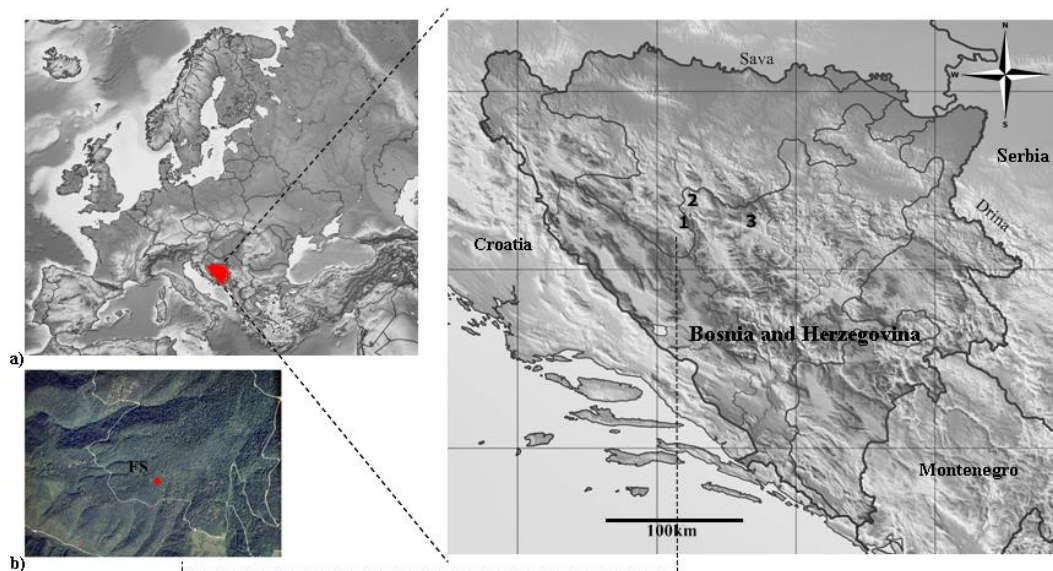 a)
b)
FS
Sava
N
W
S
Serbia
Drina
2
1
3
Croatia
Bosnia and Herzegovina
Montenegro
100km